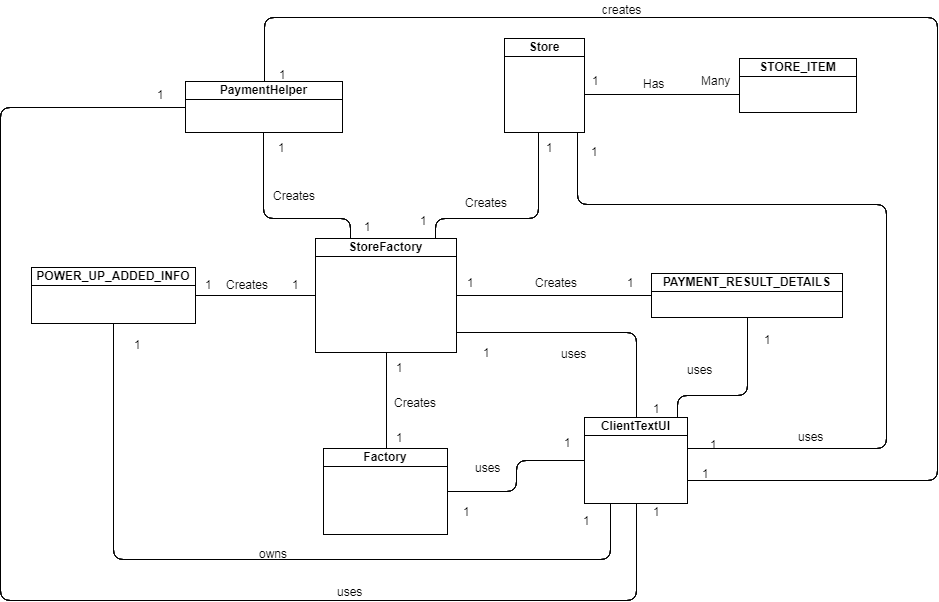 creates
Store
STORE_ITEM
1
1
Has
Many
PaymentHelper
1
1
1
1
Creates
Creates
1
1
StoreFactory
POWER_UP_ADDED_INFO
1
Creates
1
1
Creates
1
PAYMENT_RESULT_DETAILS
1
1
1
uses
1
uses
Creates
1
1
ClientTextUI
Factory
1
1
uses
uses
1
1
1
1
owns
uses